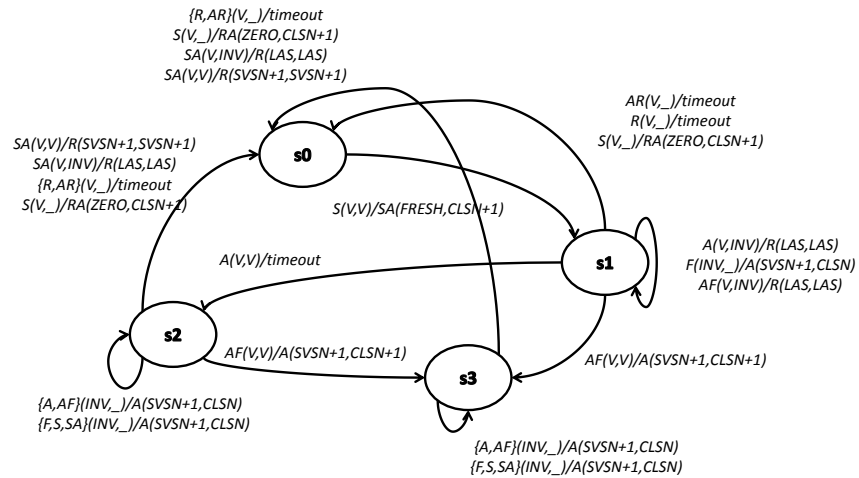 {R,AR}(V,_)/timeout
S(V,_)/RA(ZERO,CLSN+1)
SA(V,INV)/R(LAS,LAS)
SA(V,V)/R(SVSN+1,SVSN+1)
AR(V,_)/timeout
R(V,_)/timeout
S(V,_)/RA(ZERO,CLSN+1)
SA(V,V)/R(SVSN+1,SVSN+1)
SA(V,INV)/R(LAS,LAS)
{R,AR}(V,_)/timeout
S(V,_)/RA(ZERO,CLSN+1)
s0
S(V,V)/SA(FRESH,CLSN+1)
A(V,V)/timeout
s1
A(V,INV)/R(LAS,LAS)
F(INV,_)/A(SVSN+1,CLSN)
AF(V,INV)/R(LAS,LAS)
s2
AF(V,V)/A(SVSN+1,CLSN+1)
s3
AF(V,V)/A(SVSN+1,CLSN+1)
{A,AF}(INV,_)/A(SVSN+1,CLSN)
{F,S,SA}(INV,_)/A(SVSN+1,CLSN)
{A,AF}(INV,_)/A(SVSN+1,CLSN)
{F,S,SA}(INV,_)/A(SVSN+1,CLSN)